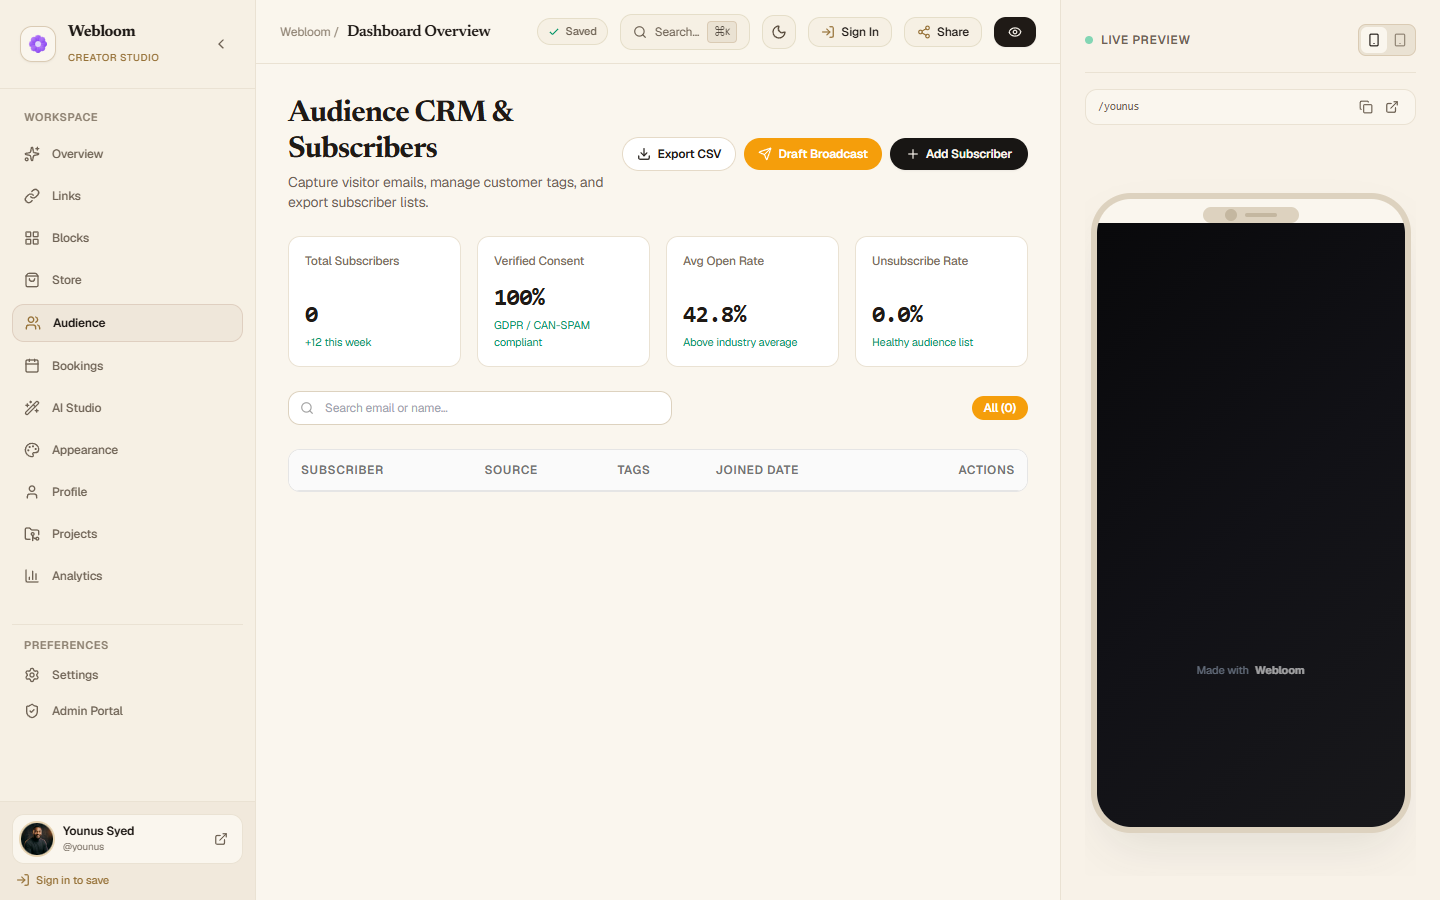 Webloom
CREATOR STUDIO
WORKSPACE
Overview
Links
Blocks
Store
Audience
Bookings
AI Studio
Appearance
Profile
Projects
Analytics
PREFERENCES
Settings
Admin Portal
Younus Syed
@younus
Sign in to save
Webloom / Dashboard Overview
Saved
Search... ⌘K
Sign In
Share
Audience CRM &
Subscribers
Capture visitor emails, manage customer tags, and
export subscriber lists.
Export CSV
Draft Broadcast
Add Subscriber
Total Subscribers
0
+12 this week
Verified Consent
100%
GDPR / CAN-SPAM
compliant
Avg Open Rate
42.8%
Above industry average
Unsubscribe Rate
0.0%
Healthy audience list
Search email or name...
All (0)
SUBSCRIBER SOURCE TAGS JOINED DATE ACTIONS
LIVE PREVIEW
/younus
Made with Webloom